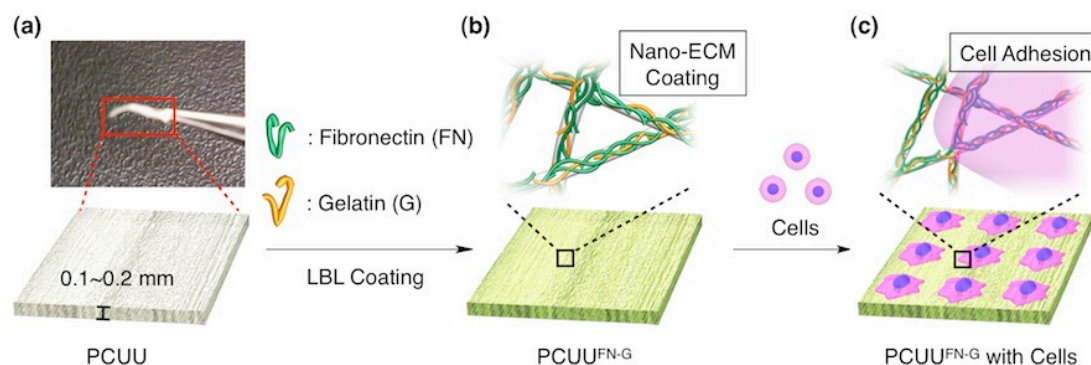 (a)
: Fibronectin (FN)
: Gelatin (G)
0.1~0.2 mm
LBL Coating
PCUU
(b)
Nano-ECM
Coating
PCUUFN-G
Cells
(c)
Cell Adhesion
PCUUFN-G with Cells